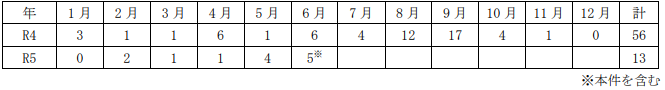 年 1月 2月 3月 4月 5月 6月 7月 8月 9月 10月 11月 12月 計
R4 3 1 1 6 1 6 4 12 17 4 1 0 56
R5 0 2 1 1 4 5※ 13
※本件を含む